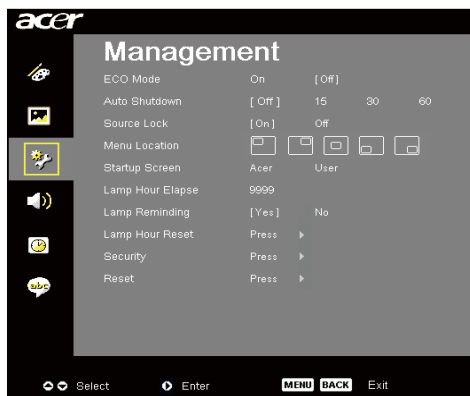 acer
Management
ECO Mode On [Off]
Auto Shutdown [Off] 15 30 60
Source Lock [On] Off
Menu Location
Startup Screen Acer User
Lamp Hour Elapse 9999
Lamp Reminding [Yes] No
Lamp Hour Reset Press
Security Press
Reset Press
abc
Select Enter MENU BACK Exit